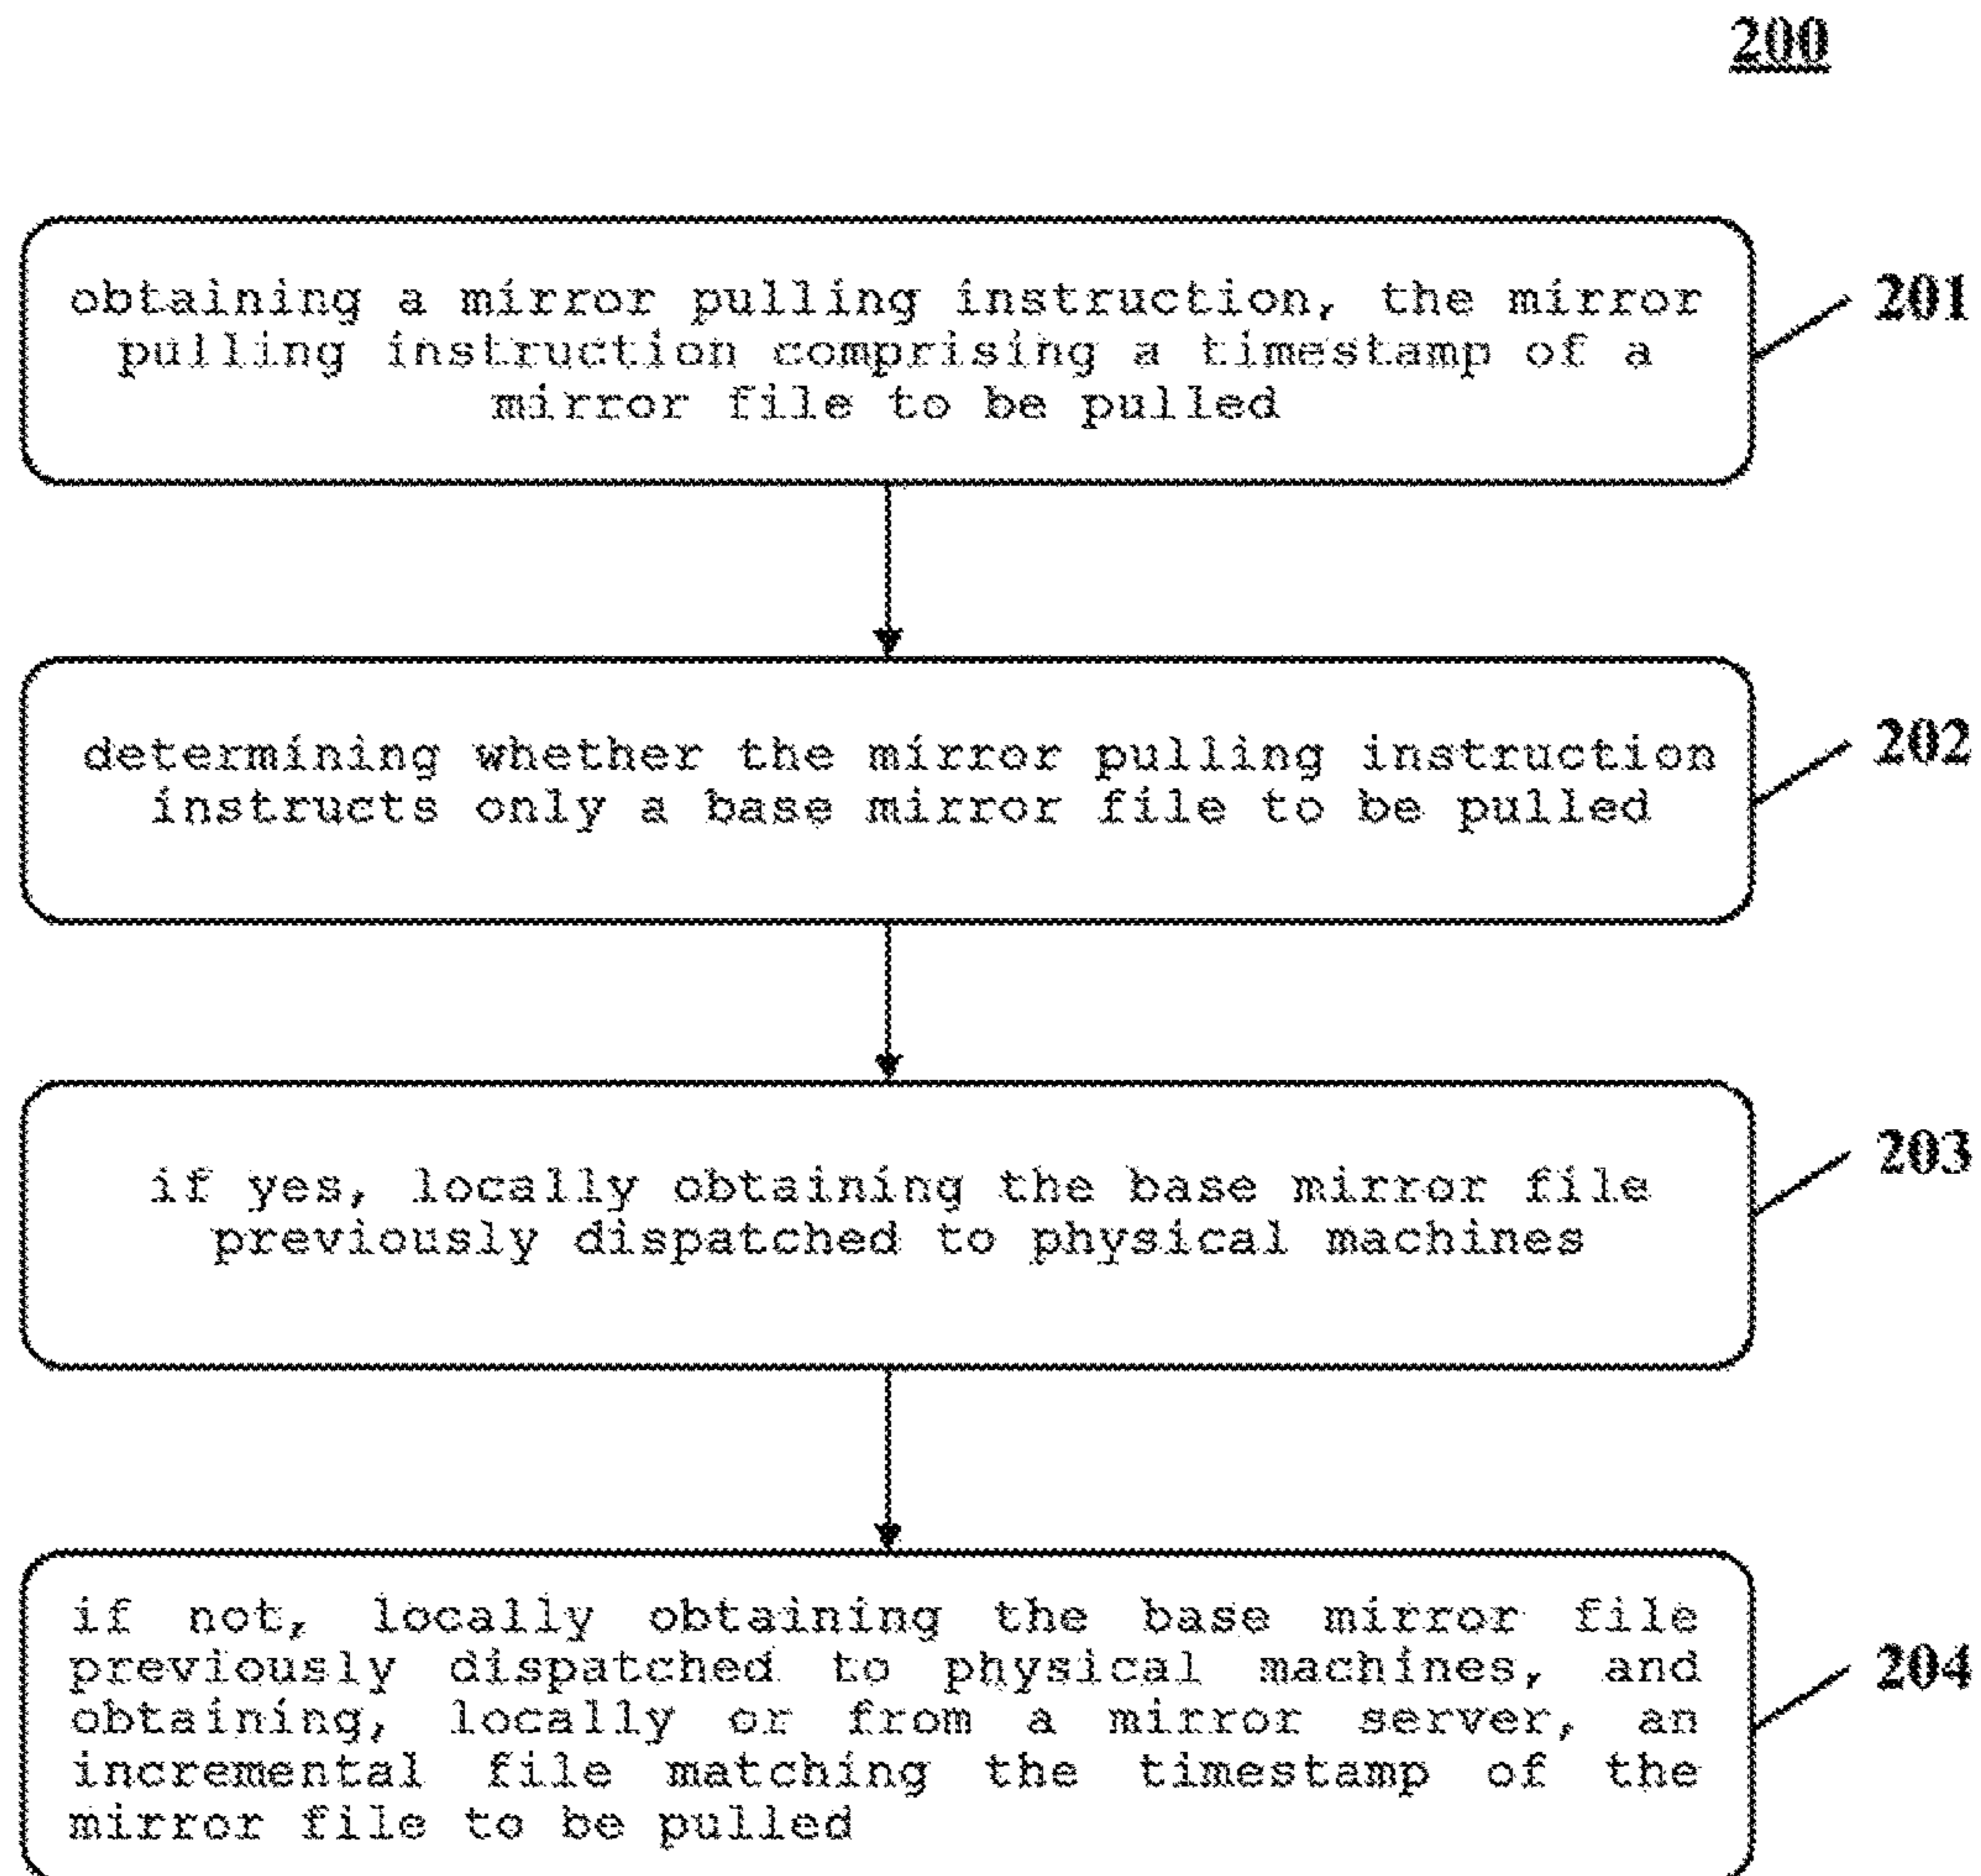 200
obtaining a mirror pulling instruction, the mirror
pulling instruction comprising a timestamp of a
mirror file to be pulled
201
determining whether the mirror pulling instruction
instructs only a base mirror file to be pulled
202
if yes, locally obtaining the base mirror file
previously dispatched to physical machines
203
if not, locally obtaining the base mirror file
previously dispatched to physical machines, and
obtaining, locally or from a mirror server, an
incremental file matching the timestamp of the
mirror file to be pulled
204